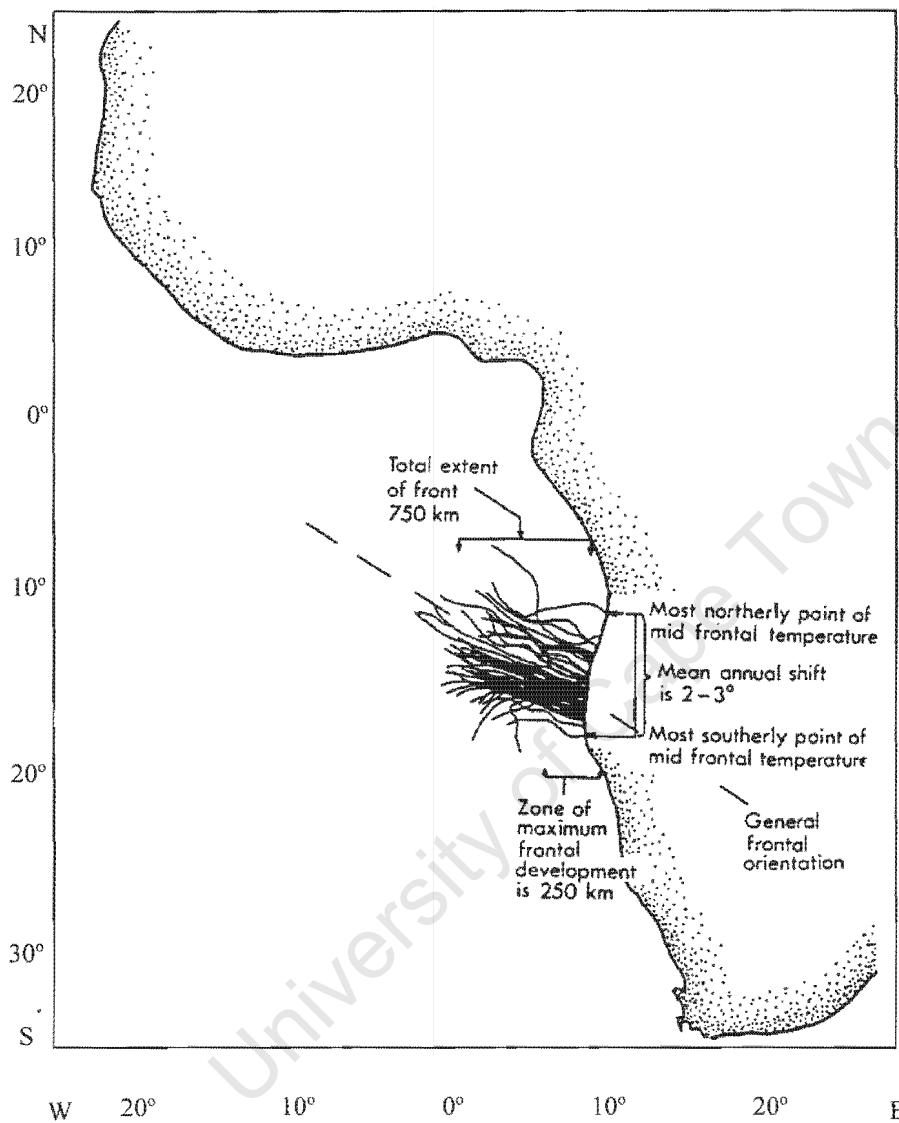 N
20°
10°
0°
10°
20°
30°
S
Total extent
of front
750 km
Most northerly point of
mid frontal temperature
Mean annual shift
is 2–3°
Most southerly point of
mid frontal temperature
Zone of
maximum
frontal
development
is 250 km
General
frontal
orientation
University of Cape Town
W 20° 10° 0° 10° 20° E